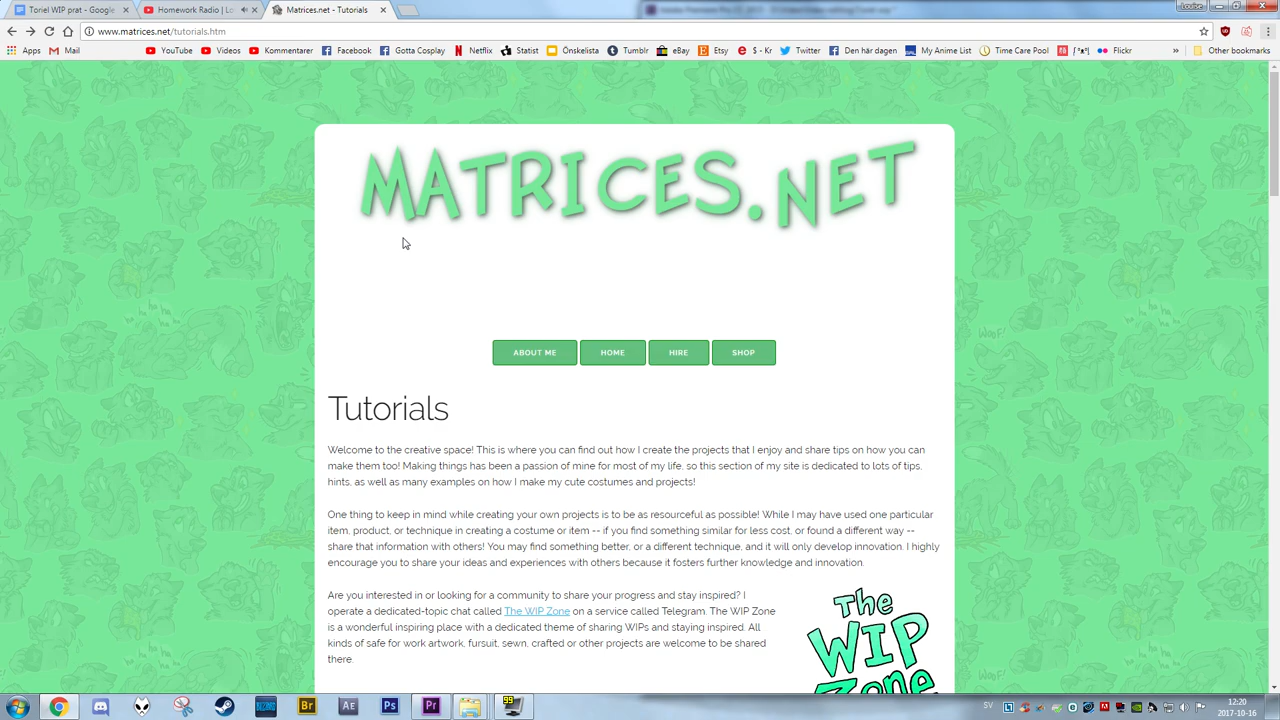 Toriel WIP prat - Google
Homework Radio | Lo
Matrices.net - Tutorials
Louise
www.matrices.net/tutorials.htm
Apps
Mail
YouTube
Videos
Kommentarer
Facebook
Gotta Cosplay
Netflix
Statist
Önskelista
Tumblr
eBay
Etsy
$ - Kr
Twitter
Den här dagen
My Anime List
Time Care Pool
Flickr
Other bookmarks
MATRICES.NET
ABOUT ME
HOME
HIRE
SHOP
Tutorials
Welcome to the creative space! This is where you can find out how I create the projects that I enjoy and share tips on how you can
make them too! Making things has been a passion of mine for most of my life, so this section of my site is dedicated to lots of tips,
hints, as well as many examples on how I make my cute costumes and projects!
One thing to keep in mind while creating your own projects is to be as resourceful as possible! While I may have used one particular
item, product, or technique in creating a costume or item -- if you find something similar for less cost, or found a different way --
share that information with others! You may find something better, or a different technique, and it will only develop innovation. I highly
encourage you to share your ideas and experiences with others because it fosters further knowledge and innovation.
Are you interested in or looking for a community to share your progress and stay inspired? I
operate a dedicated-topic chat called The WIP Zone on a service called Telegram. The WIP Zone
is a wonderful inspiring place with a dedicated theme of sharing WIPs and staying inspired. All
kinds of safe for work artwork, fursuit, sewn, crafted or other projects are welcome to be shared
there.
The
WIP
Zone
ha ha
WOOF!
Br
Ae
Ps
Pr
99
SV
12:20
2017-10-16